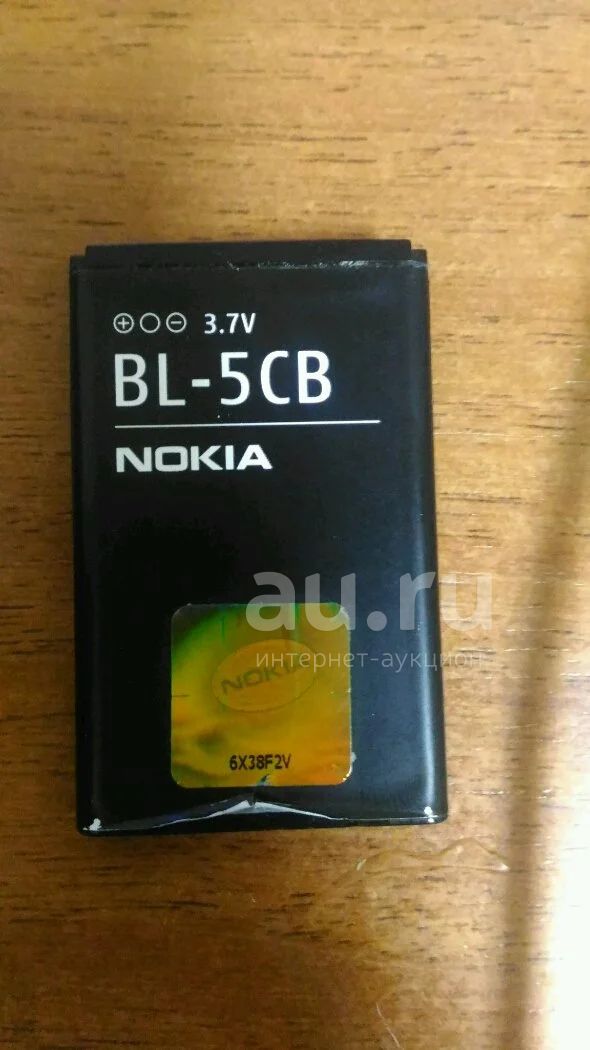 ⊕○⊖ 3.7V
BL-5CB
NOKIA
au.ru
интернет-аукцион
NOKIA
6X38F2V